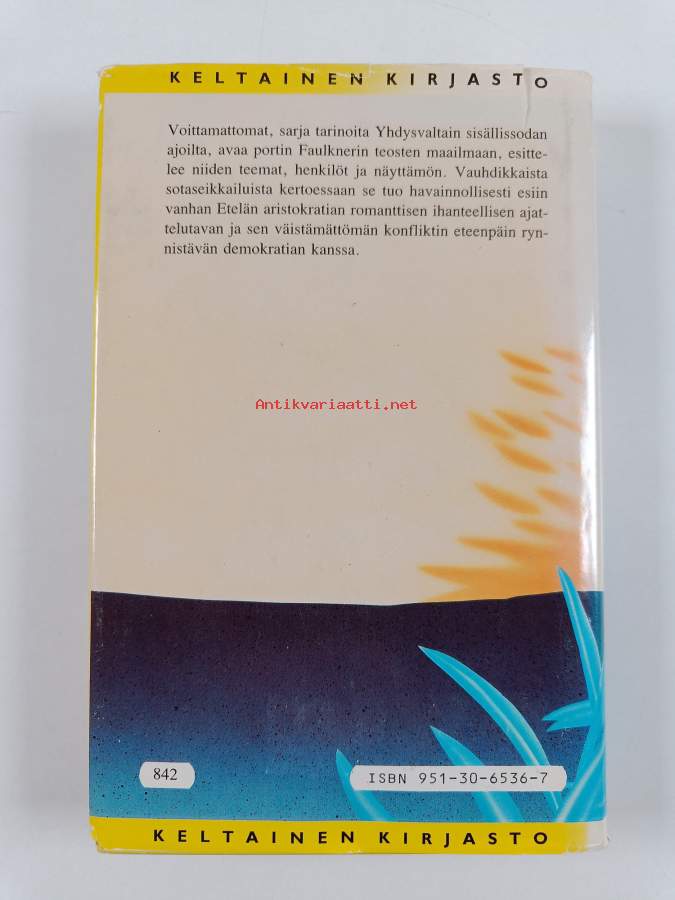 KELTAINEN KIRJASTO
Voittamattomat, sarja tarinoita Yhdysvaltain sisällissodan
ajoilta, avaa portin Faulknerin teosten maailmaan, esitte-
lee niiden teemat, henkilöt ja näyttämön. Vauhdikkaista
sotaseikkailuista kertoessaan se tuo havainnollisesti esiin
vanhan Etelän aristokratian romanttisen ihanteellisen ajat-
telutavan ja sen väistämättömän konfliktin eteenpäin ryn-
nistävän demokratian kanssa.
Antikvariaatti.net
842
ISBN 951-30-6536-7
KELTAINEN KIRJASTO